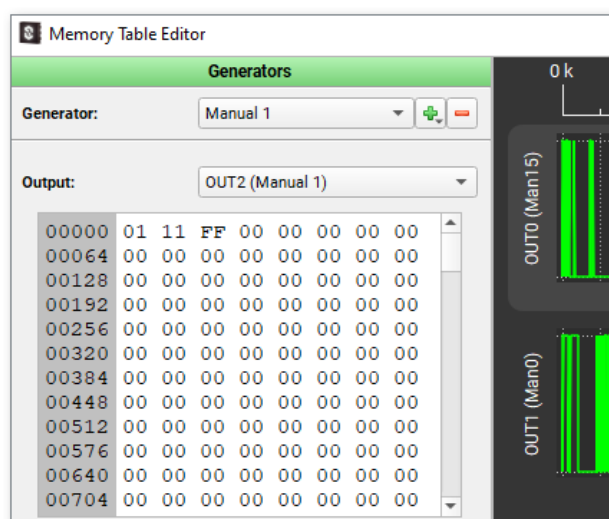 Memory Table Editor
Generators
Generator:
Manual 1
Output:
OUT2 (Manual 1)
00000 01 11 FF 00 00 00 00 00
00064 00 00 00 00 00 00 00 00
00128 00 00 00 00 00 00 00 00
00192 00 00 00 00 00 00 00 00
00256 00 00 00 00 00 00 00 00
00320 00 00 00 00 00 00 00 00
00384 00 00 00 00 00 00 00 00
00448 00 00 00 00 00 00 00 00
00512 00 00 00 00 00 00 00 00
00576 00 00 00 00 00 00 00 00
00640 00 00 00 00 00 00 00 00
00704 00 00 00 00 00 00 00 00
0 k
OUT0 (Man15)
OUT1 (Man0)